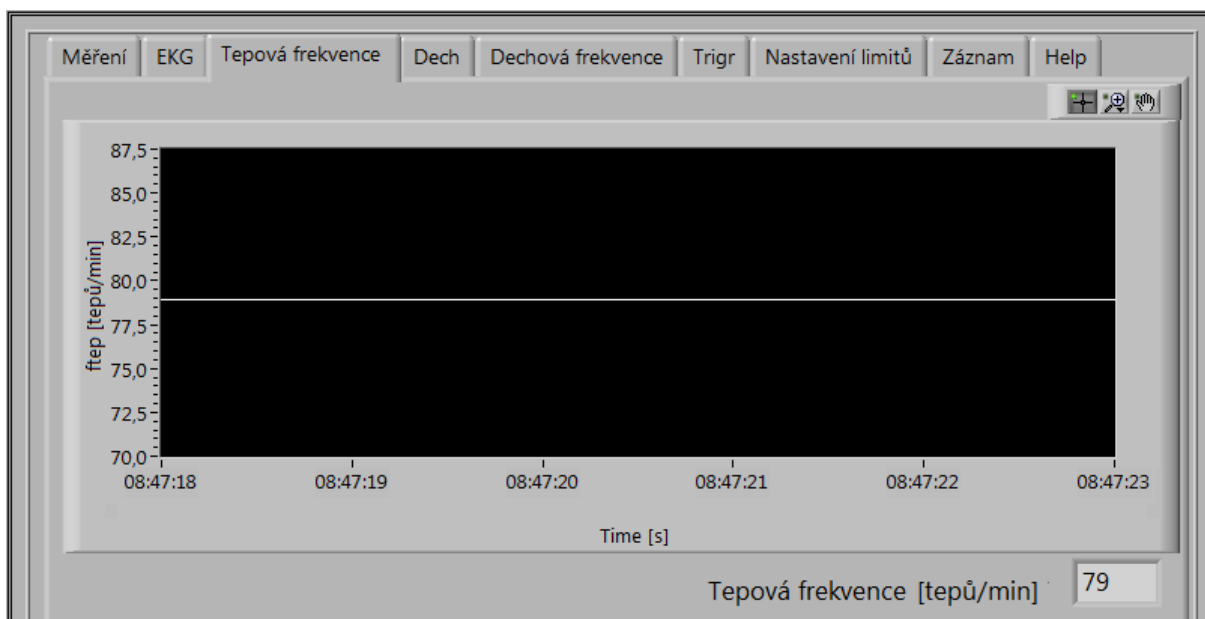 Měření EKG Tepová frekvence Dech Dechová frekvence Trigr Nastavení limitů Záznam Help
87,5
85,0
82,5
80,0
77,5
75,0
72,5
70,0
ftep [tepů/min]
08:47:18 08:47:19 08:47:20 08:47:21 08:47:22 08:47:23
Time [s]
Tepová frekvence [tepů/min] 79